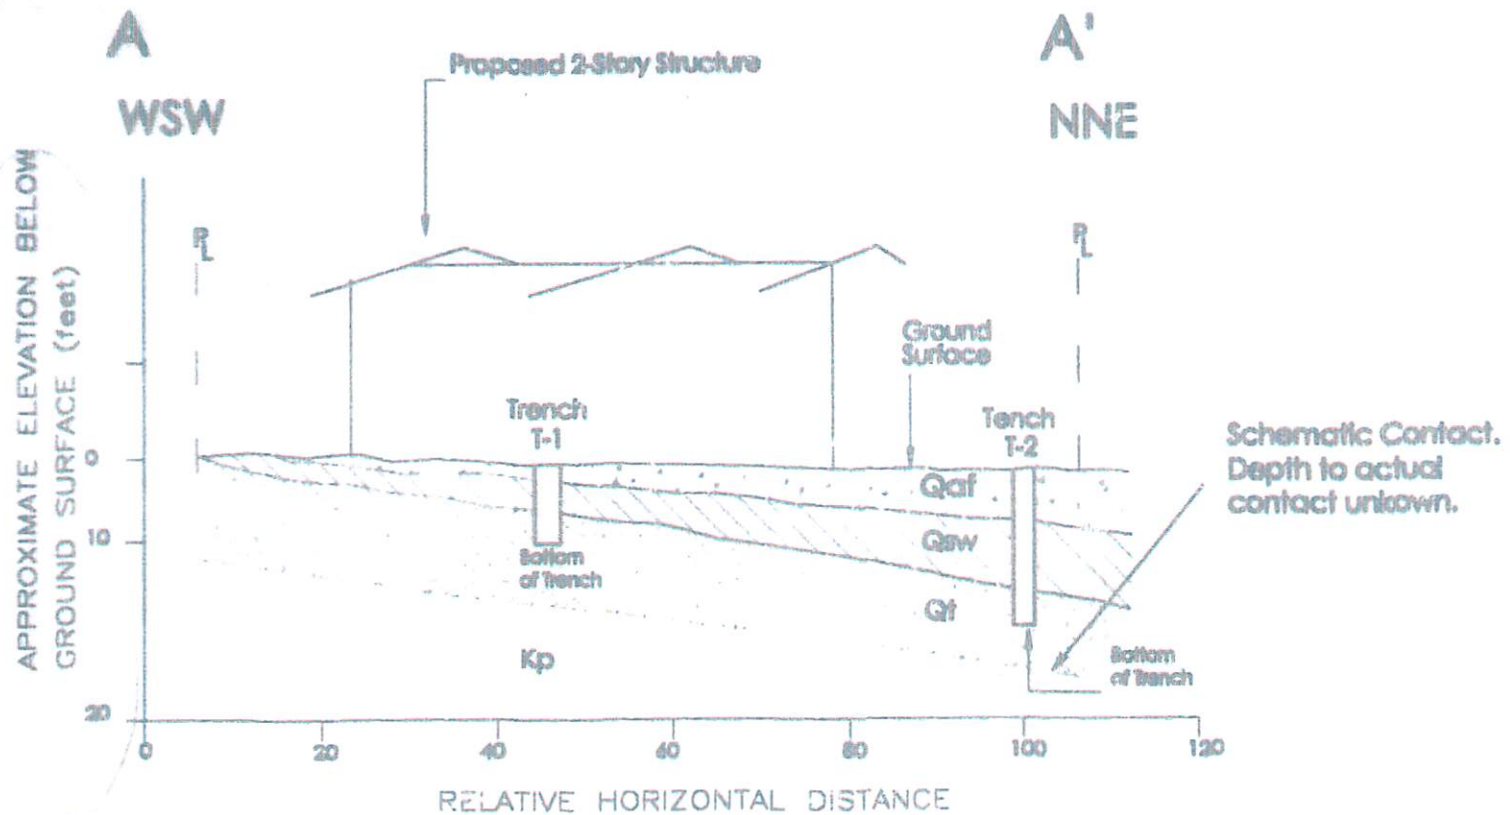 A
A'
WSW
NNE
Proposed 2-Story Structure
APPROXIMATE ELEVATION BELOW
GROUND SURFACE (feet)
PL
PL
Ground
Surface
Trench
T-1
Tench
T-2
Schematic Contact.
Depth to actual
contact unkown.
0
10
20
Qaf
Qsw
Qt
Kp
Bottom
of Trench
Bottom
of Trench
0
20
40
60
80
100
120
RELATIVE HORIZONTAL DISTANCE